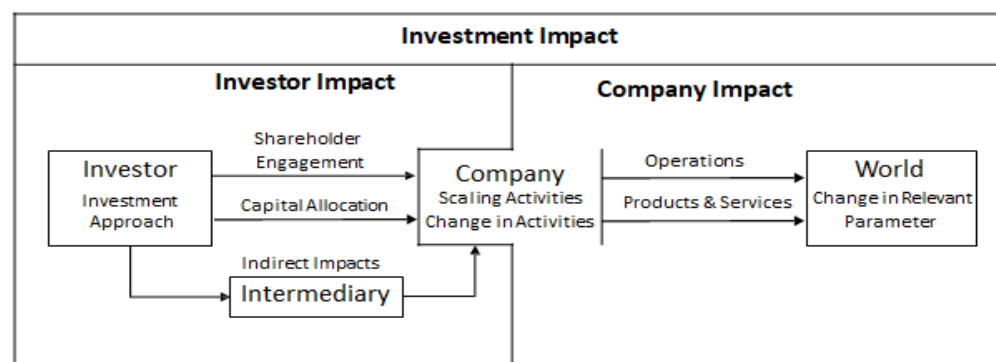 Investment Impact
Investor Impact
Company Impact
Shareholder
Engagement
Investor
Investment
Approach
Capital Allocation
Indirect Impacts
Intermediary
Company
Scaling Activities
Change in Activities
Operations
Products & Services
World
Change in Relevant
Parameter